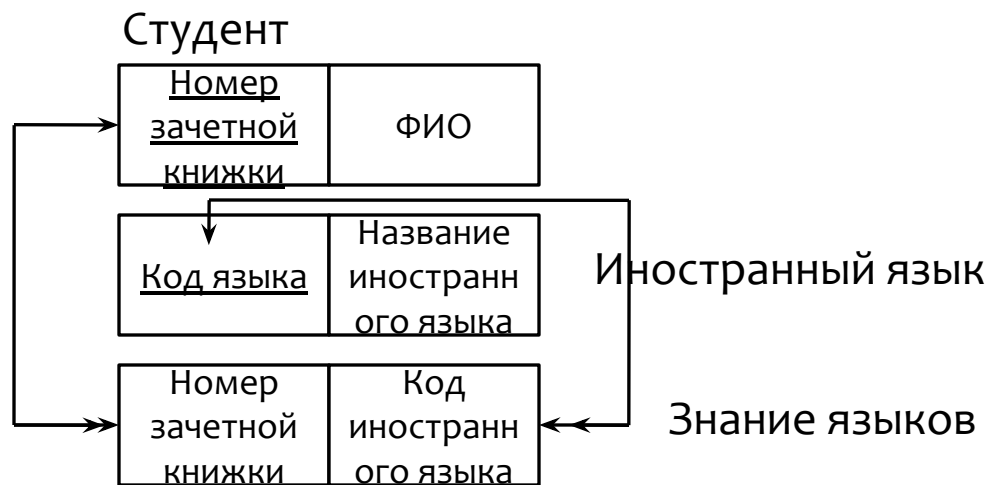 Студент
Номер
зачетной
книжки
ФИО
Код языка
Название
иностранн
ого языка
Иностранный язык
Номер
зачетной
книжки
Код
иностранн
ого языка
Знание языков